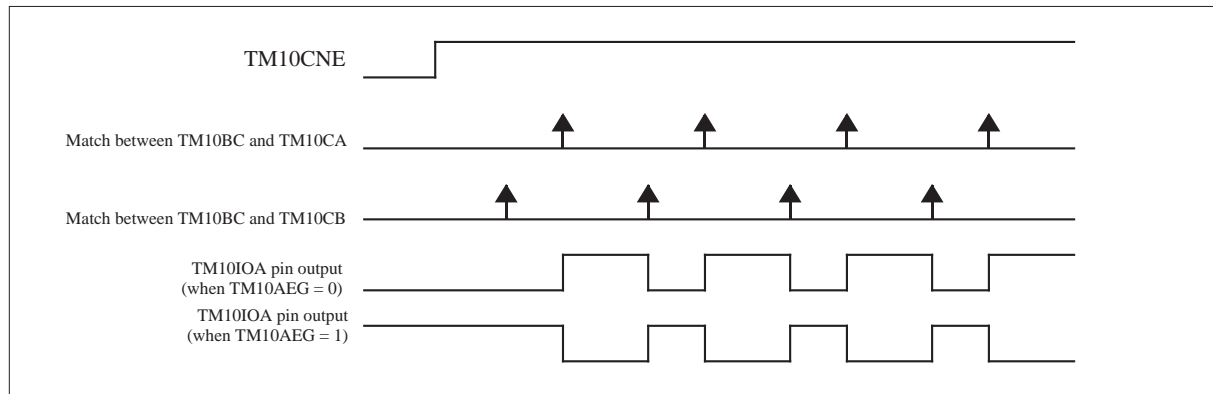 TM10CNE
Match between TM10BC and TM10CA
Match between TM10BC and TM10CB
TM10IOA pin output
(when TM10AEG = 0)
TM10IOA pin output
(when TM10AEG = 1)